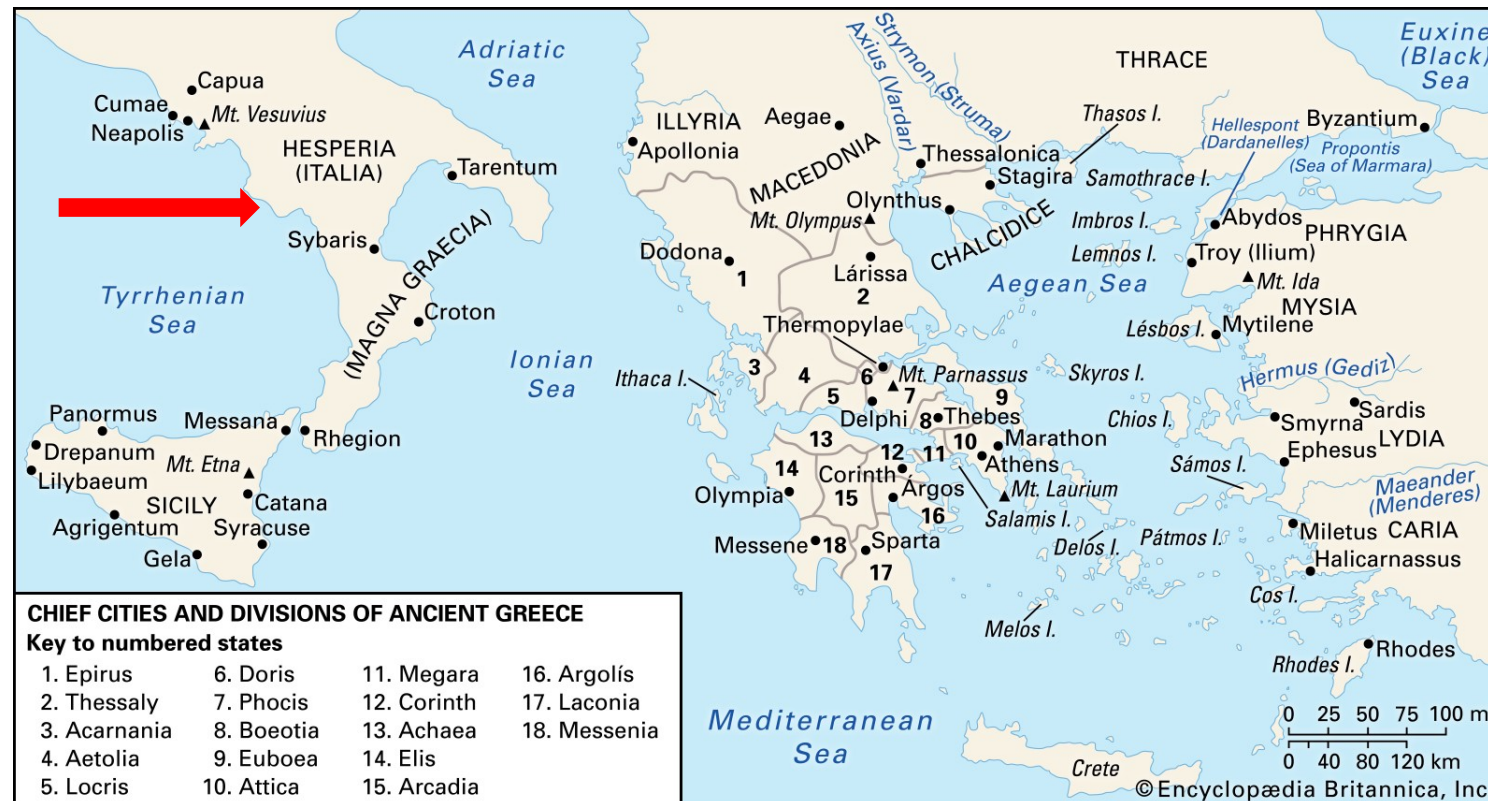 Adriatic
Sea
Capua
Cumae
Mt. Vesuvius
Neapolis
HESPERIA
(ITALIA)
Tarentum
Sybaris
(MAGNA GRAECIA)
Croton
Tyrrhenian
Sea
Ionian
Sea
Panormus
Messana
Rhegion
Drepanum
Mt. Etna
Lilybaeum
SICILY
Catana
Agrigentum
Syracuse
Gela
ILLYRIA
Apollonia
Aegae
MACEDONIA
Axius (Vardar)
Strymon (Struma)
THRACE
Euxine
(Black)
Sea
Thasos I.
Hellespont
(Dardanelles)
Byzantium
Propontis
(Sea of Marmara)
Thessalonica
Stagira
Samothrace I.
Olynthus
Mt. Olympus
CHALCIDICE
Imbros I.
Abydos
PHRYGIA
Lemnos I.
Troy (Ilium)
Mt. Ida
Dodona
1
Lárissa
2
Aegean Sea
MYSIA
Thermopylae
Lésbos I.
Mytilene
Ithaca I.
3
4
5
6
Mt. Parnassus
7
Delphi
8
Thebes
9
Skyros I.
Hermus (Gediz)
Chios I.
Sardis
Smyrna
LYDIA
Ephesus
13
12
11
10
Marathon
Athens
Corinth
14
Olympia
15
Árgos
16
Mt. Laurium
Salamis I.
Sámos I.
Maeander
(Menderes)
Messene
18
Sparta
17
Delos I.
Pátmos I.
Miletus
CARIA
Halicarnassus
Cos I.
Melos I.
Rhodes
Rhodes I.
Mediterranean
Sea
Crete
0 25 50 75 100 m
0 40 80 120 km
© Encyclopædia Britannica, Inc
CHIEF CITIES AND DIVISIONS OF ANCIENT GREECE
Key to numbered states
1. Epirus
2. Thessaly
3. Acarnania
4. Aetolia
5. Locris
6. Doris
7. Phocis
8. Boeotia
9. Euboea
10. Attica
11. Megara
12. Corinth
13. Achaea
14. Elis
15. Arcadia
16. Argolís
17. Laconia
18. Messenia